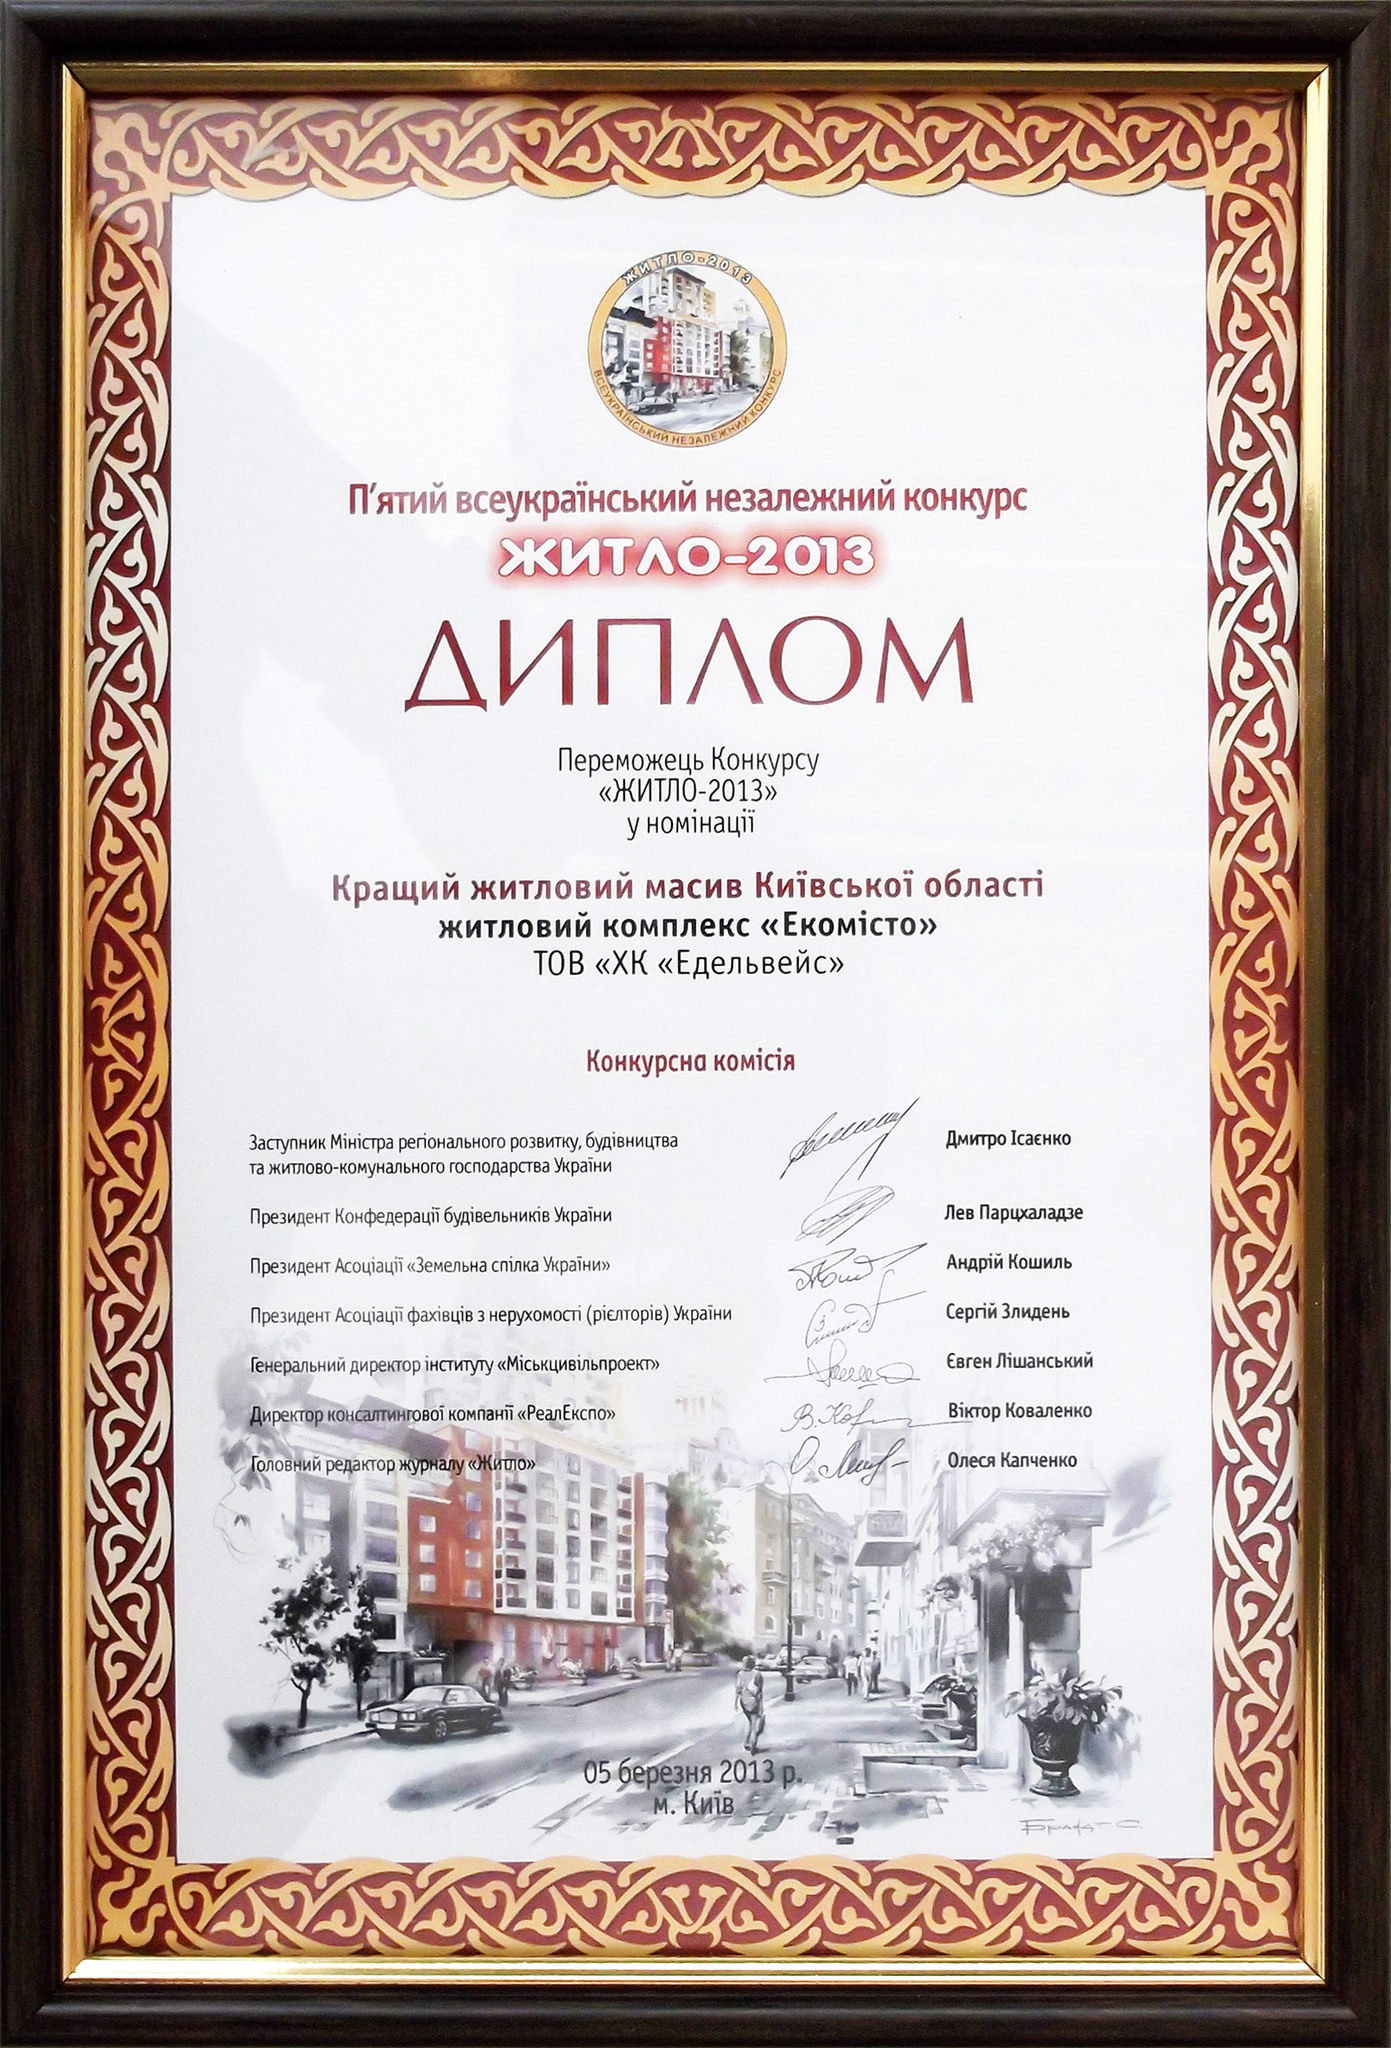 ЖИТЛО-2013
ВСЕУКРАЇНСЬКИЙ НЕЗАЛЕЖНИЙ КОНКУРС
П'ятий всеукраїнський незалежний конкурс
ЖИТЛО-2013
ДИПЛОМ
Переможець Конкурсу
«ЖИТЛО-2013»
у номінації
Кращий житловий масив Київської області
житловий комплекс «Екомісто»
ТОВ «ХК «Едельвейс»
Конкурсна комісія
Заступник Міністра регіонального розвитку, будівництва
та житлово-комунального господарства України
Дмитро Ісаєнко
Президент Конфедерації будівельників України
Лев Парцхаладзе
Президент Асоціації «Земельна спілка України»
Андрій Кошиль
Президент Асоціації фахівців з нерухомості (рієлторів) України
Сергій Злидень
Генеральний директор інституту «Міськцивільпроект»
Євген Лішанський
Директор консалтингової компанії «РеалЕкспо»
Віктор Коваленко
Головний редактор журналу «Житло»
Олеся Капченко
05 березня 2013 р.
м. Київ